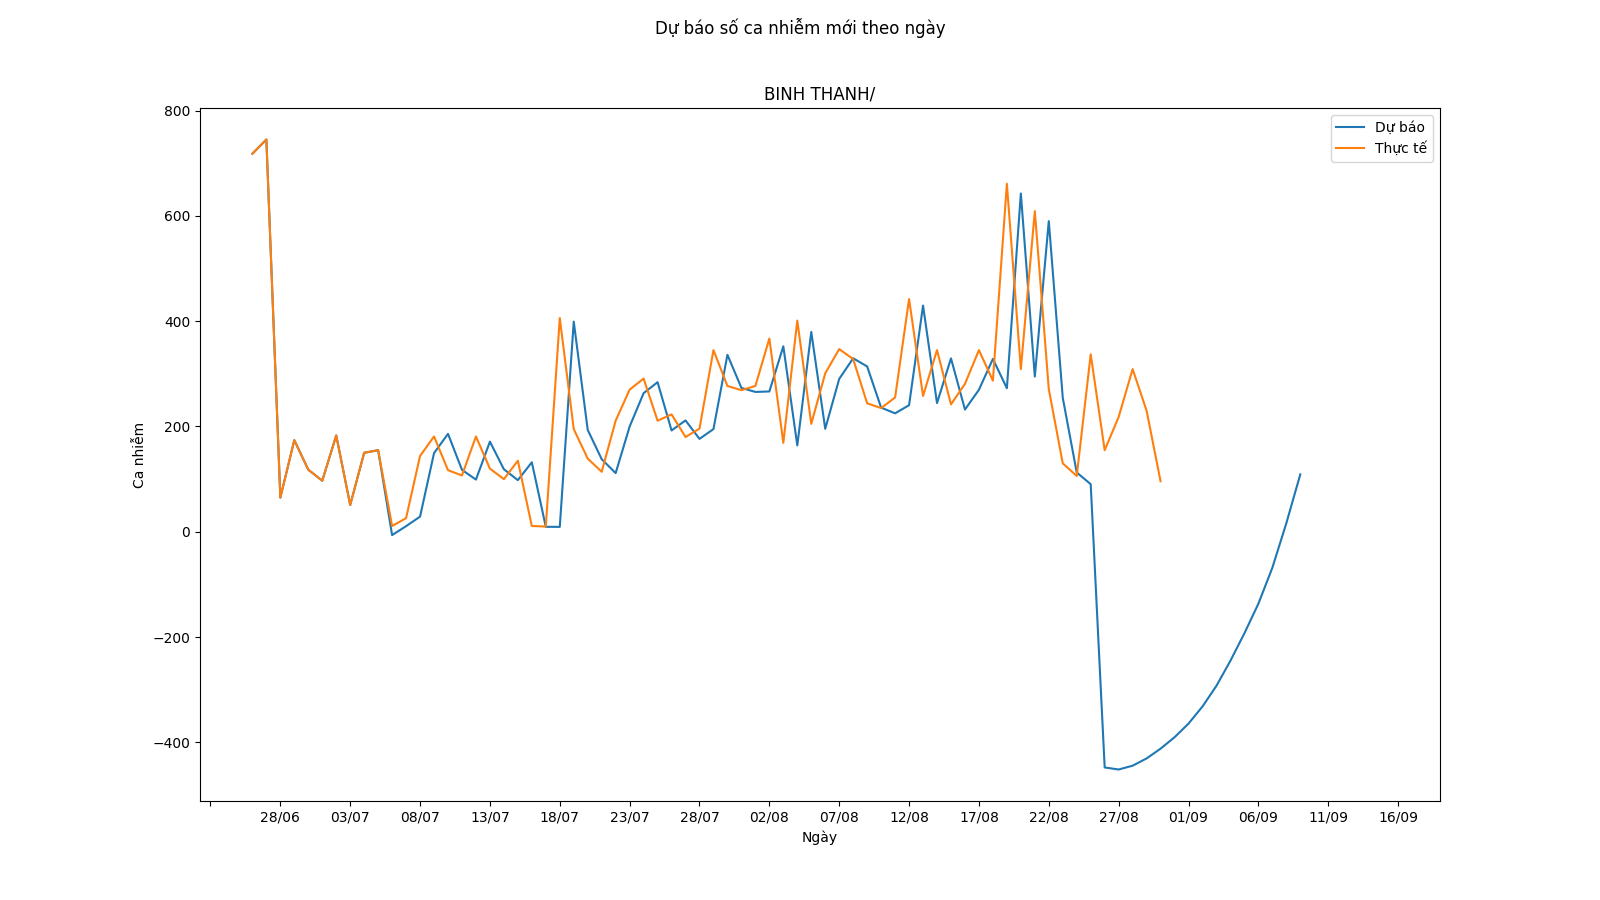 Dự báo số ca nhiễm mới theo ngày
BINH THANH/
Dự báo
Thực tế
800
600
400
200
0
−200
−400
Ca nhiễm
28/06 03/07 08/07 13/07 18/07 23/07 28/07 02/08 07/08 12/08 17/08 22/08 27/08 01/09 06/09 11/09 16/09
Ngày